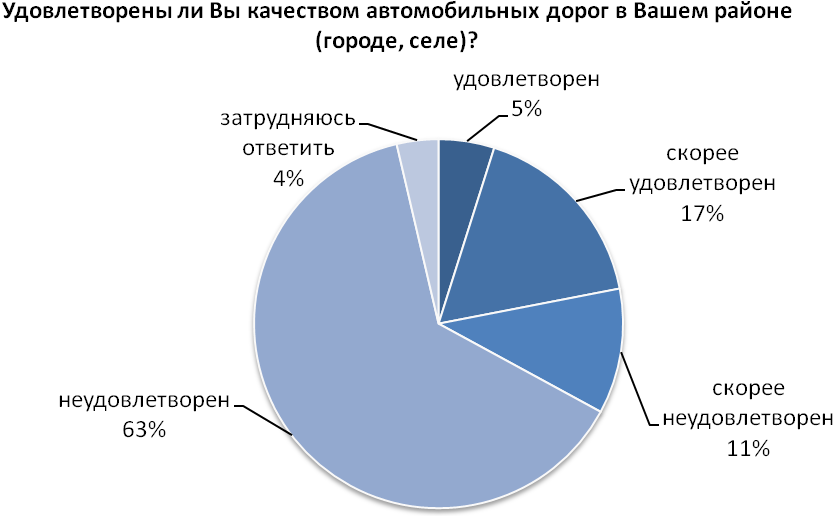 Удовлетворены ли Вы качеством автомобильных дорог в Вашем районе
(городе, селе)?
удовлетворен
5%
скорее
удовлетворен
17%
скорее
неудовлетворен
11%
неудовлетворен
63%
затрудняюсь
ответить
4%